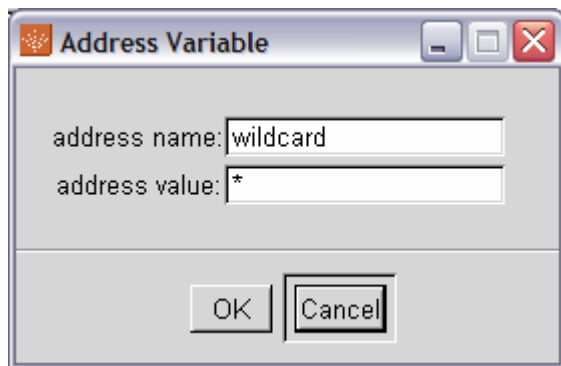 Address Variable
address name: wildcard
address value: *
OK Cancel